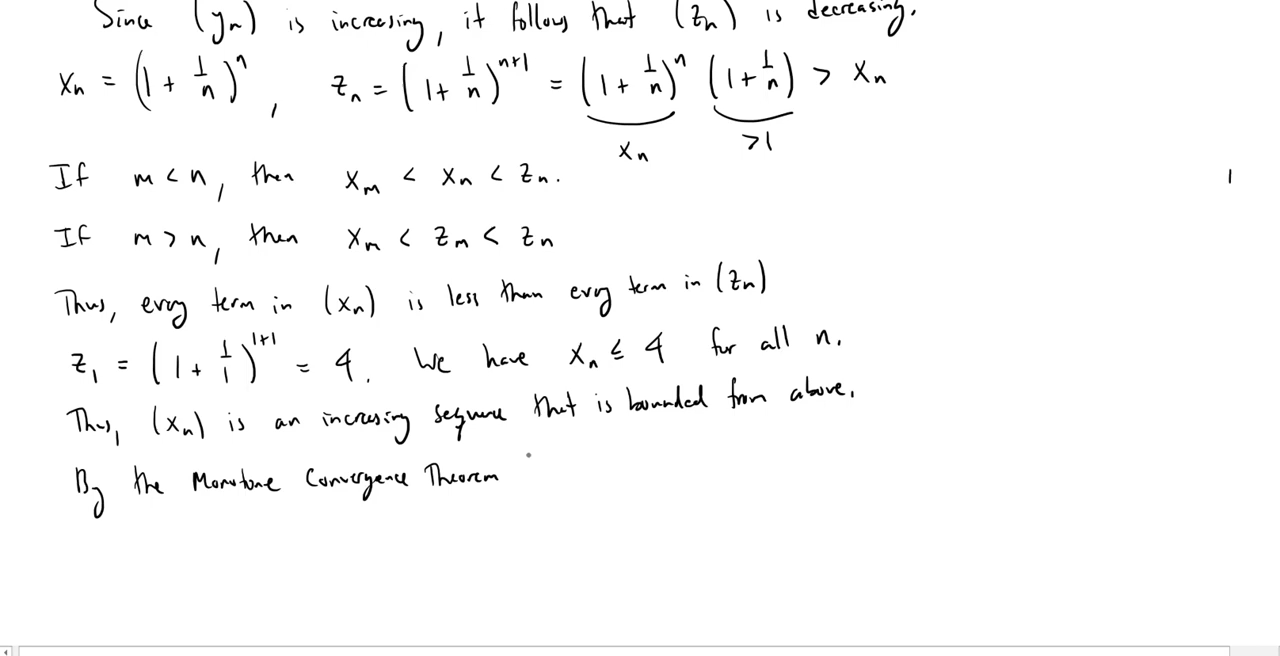 Since (yn) is increasing, it follows that (zn) is decreasing.
xn = (1 + 1/n)^n, zn = (1 + 1/n)^(n+1) = (1 + 1/n)^n (1 + 1/n) > xn
xn >1
If m < n, then xm < xn < zn.
If m > n, then xm < zm < zn
Thus, every term in (xn) is less than every term in (zn)
z1 = (1 + 1/1)^(1+1) = 4. We have xn ≤ 4 for all n.
Thus, (xn) is an increasing sequence that is bounded from above.
By the Monotone Convergence Theorem